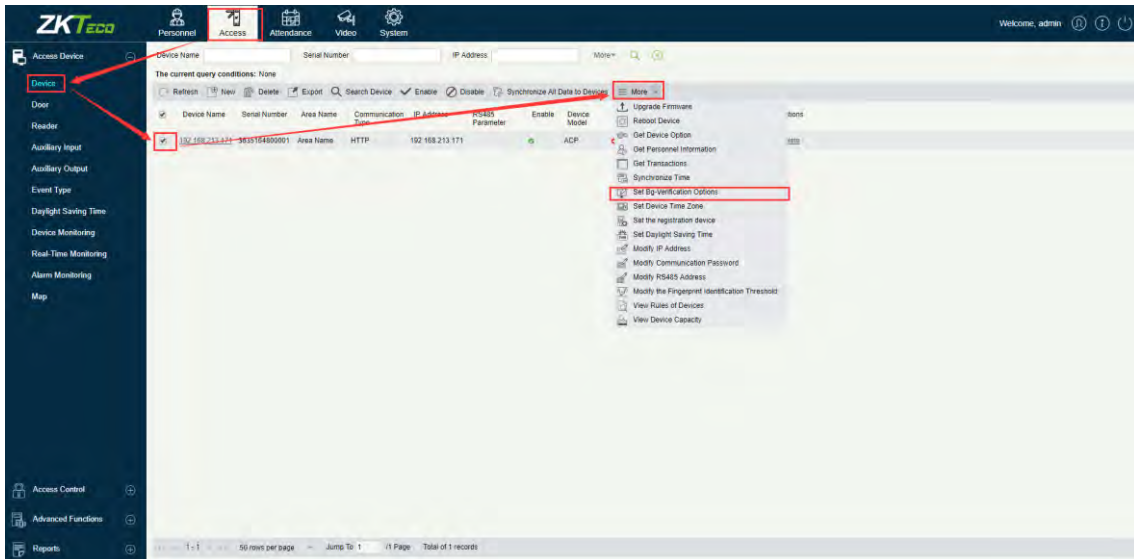 ZKTeco
Personnel Access Attendance Video System
Welcome, admin
Access Device
Device
Door
Reader
Auxiliary Input
Auxiliary Output
Event Type
Daylight Saving Time
Device Monitoring
Real-Time Monitoring
Alarm Monitoring
Map
Access Control
Advanced Functions
Reports
Device Name Serial Number IP Address More
The current query conditions: None
Refresh New Delete Export Search Device Enable Disable Synchronize All Data to Devices More
Device Name Serial Number Area Name Communication Type IP Address RS485 Parameter Enable Device Model
192.168.213.171 Area Name HTTP 192.168.213.171 ACP
Upgrade Firmware
Reboot Device
Get Device Option
Get Personnel Information
Get Transactions
Synchronize Time
Set Bg-Verification Options
Set Device Time Zone
Set the registration device
Set Daylight Saving Time
Modify IP Address
Modify Communication Password
Modify RS485 Address
Modify the Fingerprint Identification Threshold
View Rules of Devices
View Device Capacity
1-1 50 rows per page Jump To 1 /1 Page Total of 1 records